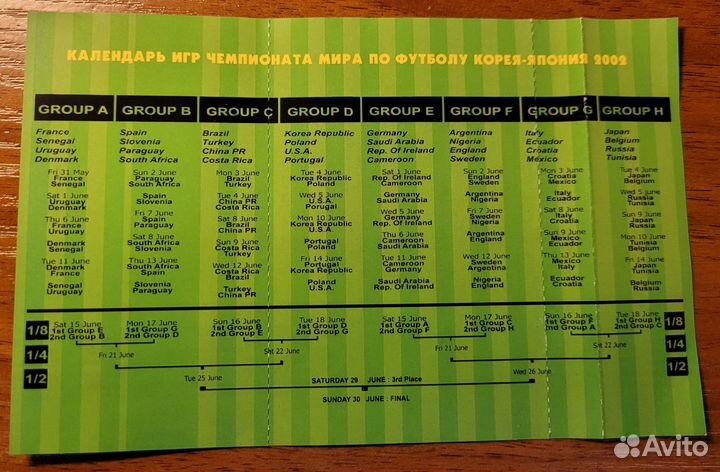 КАЛЕНДАРЬ ИГР ЧЕМПИОНАТА МИРА ПО ФУТБОЛУ КОРЕЯ-ЯПОНИЯ 2002
GROUP A GROUP B GROUP C GROUP D GROUP E GROUP F GROUP G GROUP H
France Spain Brazil Korea Republic Germany Argentina Italy Japan
Senegal Slovenia Turkey Poland Saudi Arabia Nigeria Ecuador Belgium
Uruguay Paraguay China PR U.S.A. Rep. Of Ireland England Croatia Russia
Denmark South Africa Costa Rica Portugal Cameroon Sweden Mexico Tunisia
Fri 31 May Sun 2 June Mon 3 June Tue 4 June Sat 1 June Sun 2 June Mon 3 June Tue 4 June
France Paraguay Brazil Korea Republic Rep. Of Ireland England Croatia Japan
Senegal South Africa Turkey Poland Cameroon Sweden Mexico Belgium
Sat 1 June Tue 4 June Wed 5 June Wed 5 June
Uruguay Spain China PR U.S.A. Germany Argentina Italy Russia
Denmark Slovenia Costa Rica Portugal Saudi Arabia Nigeria Ecuador Tunisia
Thu 6 June Fri 7 June Sat 8 June Mon 10 June Wed 5 June Fri 7 June Sat 8 June Sun 9 June
France Spain Brazil Korea Republic Germany Sweden Italy Japan
Uruguay Paraguay China PR U.S.A. Rep. Of Ireland Nigeria Croatia Russia
Sat 8 June Sun 9 June Thu 6 June Sun 9 June Mon 10 June
Denmark South Africa Costa Rica Portugal Cameroon Argentina Mexico Tunisia
Senegal Slovenia Turkey Poland Saudi Arabia England Ecuador Belgium
Tue 11 June Thu 13 June Wed 12 June Fri 14 June Tue 11 June Wed 12 June Thu 13 June Fri 14 June
Denmark South Africa Costa Rica Portugal Cameroon Sweden Mexico Japan
France Spain Brazil Korea Republic Germany Argentina Italy Tunisia
Senegal Slovenia Turkey Poland Saudi Arabia Nigeria Ecuador Belgium
Uruguay Paraguay China PR U.S.A. Rep. Of Ireland England Croatia Russia
1/8 Sat 15 June Mon 17 June Sun 16 June Tue 18 June Sat 15 June Mon 17 June Sun 16 June Tue 18 June 1/8
1st Group E 1st Group G 1st Group B 1st Group D 1st Group A 1st Group C 1st Group F 1st Group H
2nd Group B 2nd Group D 2nd Group E 2nd Group G 2nd Group F 2nd Group H 2nd Group A 2nd Group C
1/4 Fri 21 June Sat 22 June Fri 21 June Sat 22 June 1/4
1/2 Tue 25 June SATURDAY 29 JUNE : 3rd Place Wed 26 June 1/2
SUNDAY 30 JUNE : FINAL
Avito